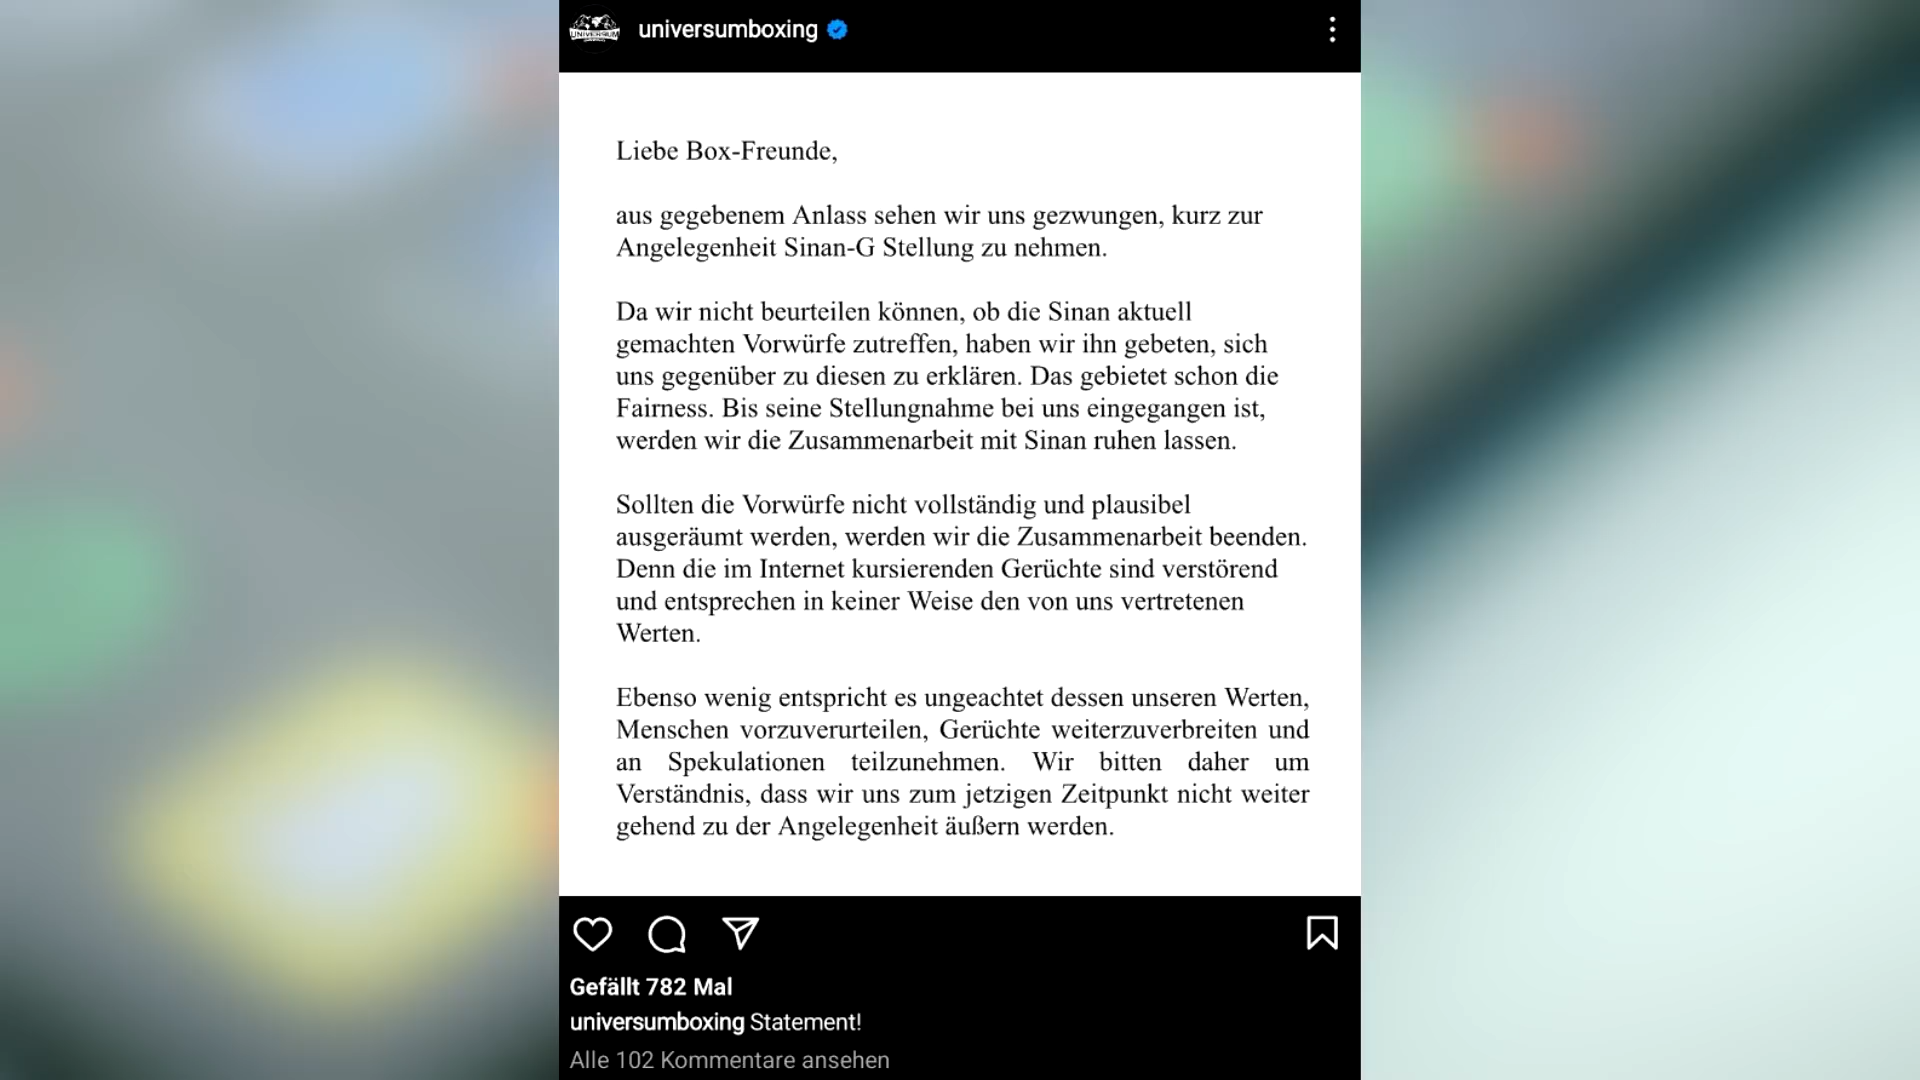 UNIVERSUM
universumboxing
Liebe Box-Freunde,
aus gegebenem Anlass sehen wir uns gezwungen, kurz zur
Angelegenheit Sinan-G Stellung zu nehmen.
Da wir nicht beurteilen können, ob die Sinan aktuell
gemachten Vorwürfe zutreffen, haben wir ihn gebeten, sich
uns gegenüber zu diesen zu erklären. Das gebietet schon die
Fairness. Bis seine Stellungnahme bei uns eingegangen ist,
werden wir die Zusammenarbeit mit Sinan ruhen lassen.
Sollten die Vorwürfe nicht vollständig und plausibel
ausgeräumt werden, werden wir die Zusammenarbeit beenden.
Denn die im Internet kursierenden Gerüchte sind verstörend
und entsprechen in keiner Weise den von uns vertretenen
Werten.
Ebenso wenig entspricht es ungeachtet dessen unseren Werten,
Menschen vorzuverurteilen, Gerüchte weiterzuverbreiten und
an Spekulationen teilzunehmen. Wir bitten daher um
Verständnis, dass wir uns zum jetzigen Zeitpunkt nicht weiter
gehend zu der Angelegenheit äußern werden.
Gefällt 782 Mal
universumboxing Statement!
Alle 102 Kommentare ansehen